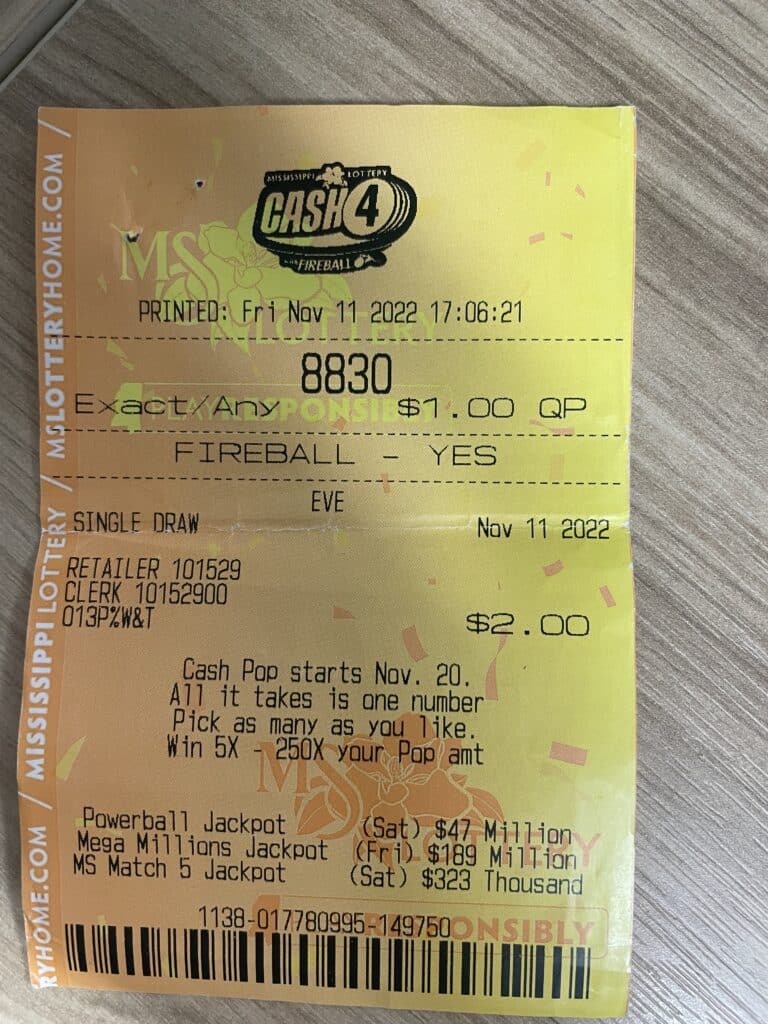 MISSISSIPPI LOTTERY
CASH 4
FIREBALL
MS
LOTTERY
PRINTED: Fri Nov 11 2022 17:06:21
8830
PLAY RESPONSIBLY
Exact/Any $1.00 QP
FIREBALL - YES
EVE
SINGLE DRAW Nov 11 2022
RETAILER 101529
CLERK 10152900
013P%W&T $2.00
Cash Pop starts Nov. 20.
All it takes is one number
Pick as many as you like.
Win 5X - 250X your Pop amt
MS
LOTTERY
Powerball Jackpot (Sat) $47 Million
Mega Millions Jackpot (Fri) $189 Million
MS Match 5 Jackpot (Sat) $323 Thousand
1138-017780995-149750
RESPONSIBLY
RYHOME.COM / MISSISSIPPI LOTTERY / MSLOTTERYHOME.COM /